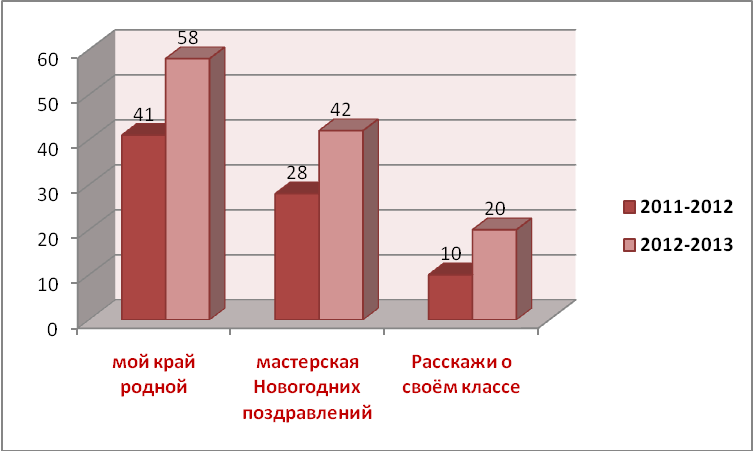 60
50
40
30
20
10
0
41
58
28
42
10
20
мой край
родной
мастерская
Новогодних
поздравлений
Расскажи о
своём классе
2011-2012
2012-2013